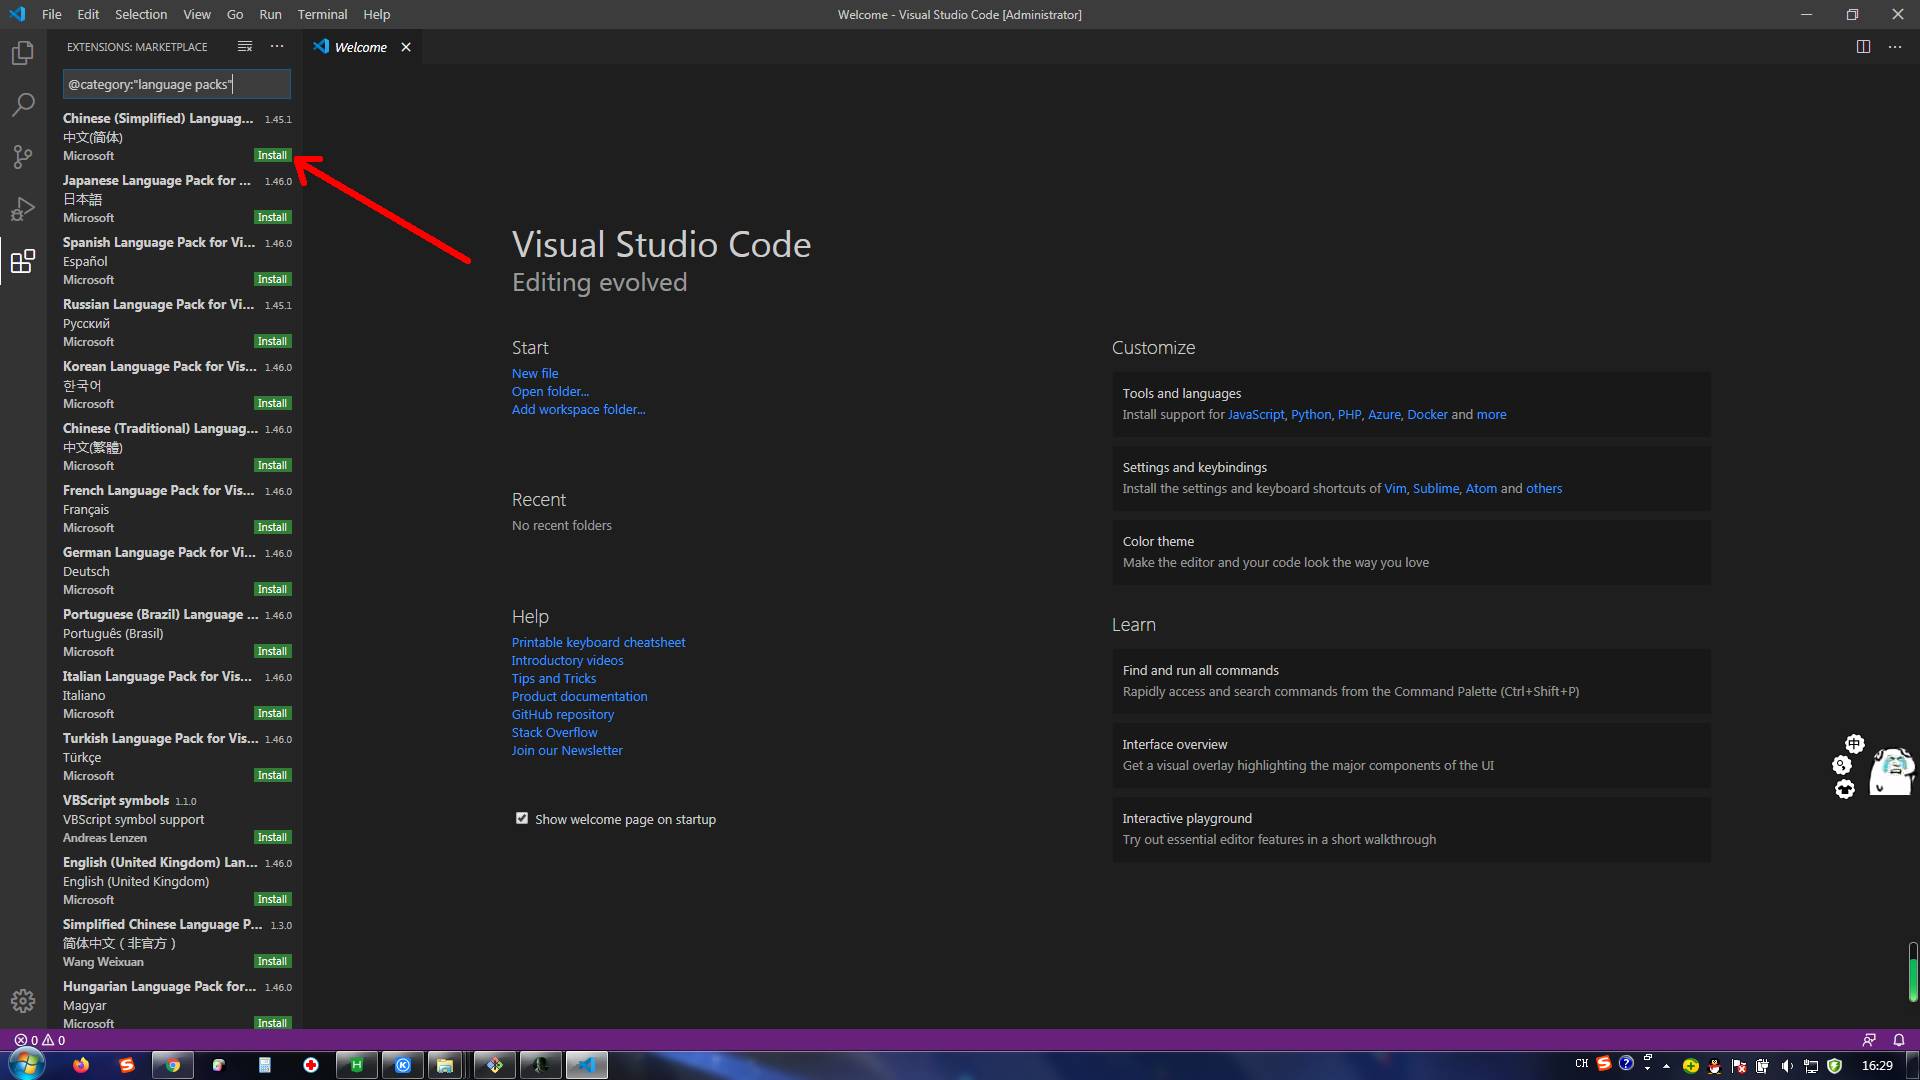 File Edit Selection View Go Run Terminal Help
Welcome - Visual Studio Code [Administrator]
EXTENSIONS: MARKETPLACE
Welcome
@category:"language packs"
Chinese (Simplified) Languag... 1.45.1
中文(简体)
Microsoft Install
Japanese Language Pack for ... 1.46.0
日本語
Microsoft Install
Spanish Language Pack for Vi... 1.46.0
Español
Microsoft Install
Russian Language Pack for Vi... 1.45.1
Русский
Microsoft Install
Korean Language Pack for Vis... 1.46.0
한국어
Microsoft Install
Chinese (Traditional) Languag... 1.46.0
中文(繁體)
Microsoft Install
French Language Pack for Vis... 1.46.0
Français
Microsoft Install
German Language Pack for Vi... 1.46.0
Deutsch
Microsoft Install
Portuguese (Brazil) Language ... 1.46.0
Português (Brasil)
Microsoft Install
Italian Language Pack for Vis... 1.46.0
Italiano
Microsoft Install
Turkish Language Pack for Vis... 1.46.0
Türkçe
Microsoft Install
VBScript symbols 1.1.0
VBScript symbol support
Andreas Lenzen Install
English (United Kingdom) Lan... 1.46.0
English (United Kingdom)
Microsoft Install
Simplified Chinese Language P... 1.3.0
简体中文（非官方）
Wang Weixuan Install
Hungarian Language Pack for... 1.46.0
Magyar
Microsoft Install
Visual Studio Code
Editing evolved
Start
New file
Open folder...
Add workspace folder...
Recent
No recent folders
Help
Printable keyboard cheatsheet
Introductory videos
Tips and Tricks
Product documentation
GitHub repository
Stack Overflow
Join our Newsletter
Show welcome page on startup
Customize
Tools and languages
Install support for JavaScript, Python, PHP, Azure, Docker and more
Settings and keybindings
Install the settings and keyboard shortcuts of Vim, Sublime, Atom and others
Color theme
Make the editor and your code look the way you love
Learn
Find and run all commands
Rapidly access and search commands from the Command Palette (Ctrl+Shift+P)
Interface overview
Get a visual overlay highlighting the major components of the UI
Interactive playground
Try out essential editor features in a short walkthrough
中
0 0
CH
16:29